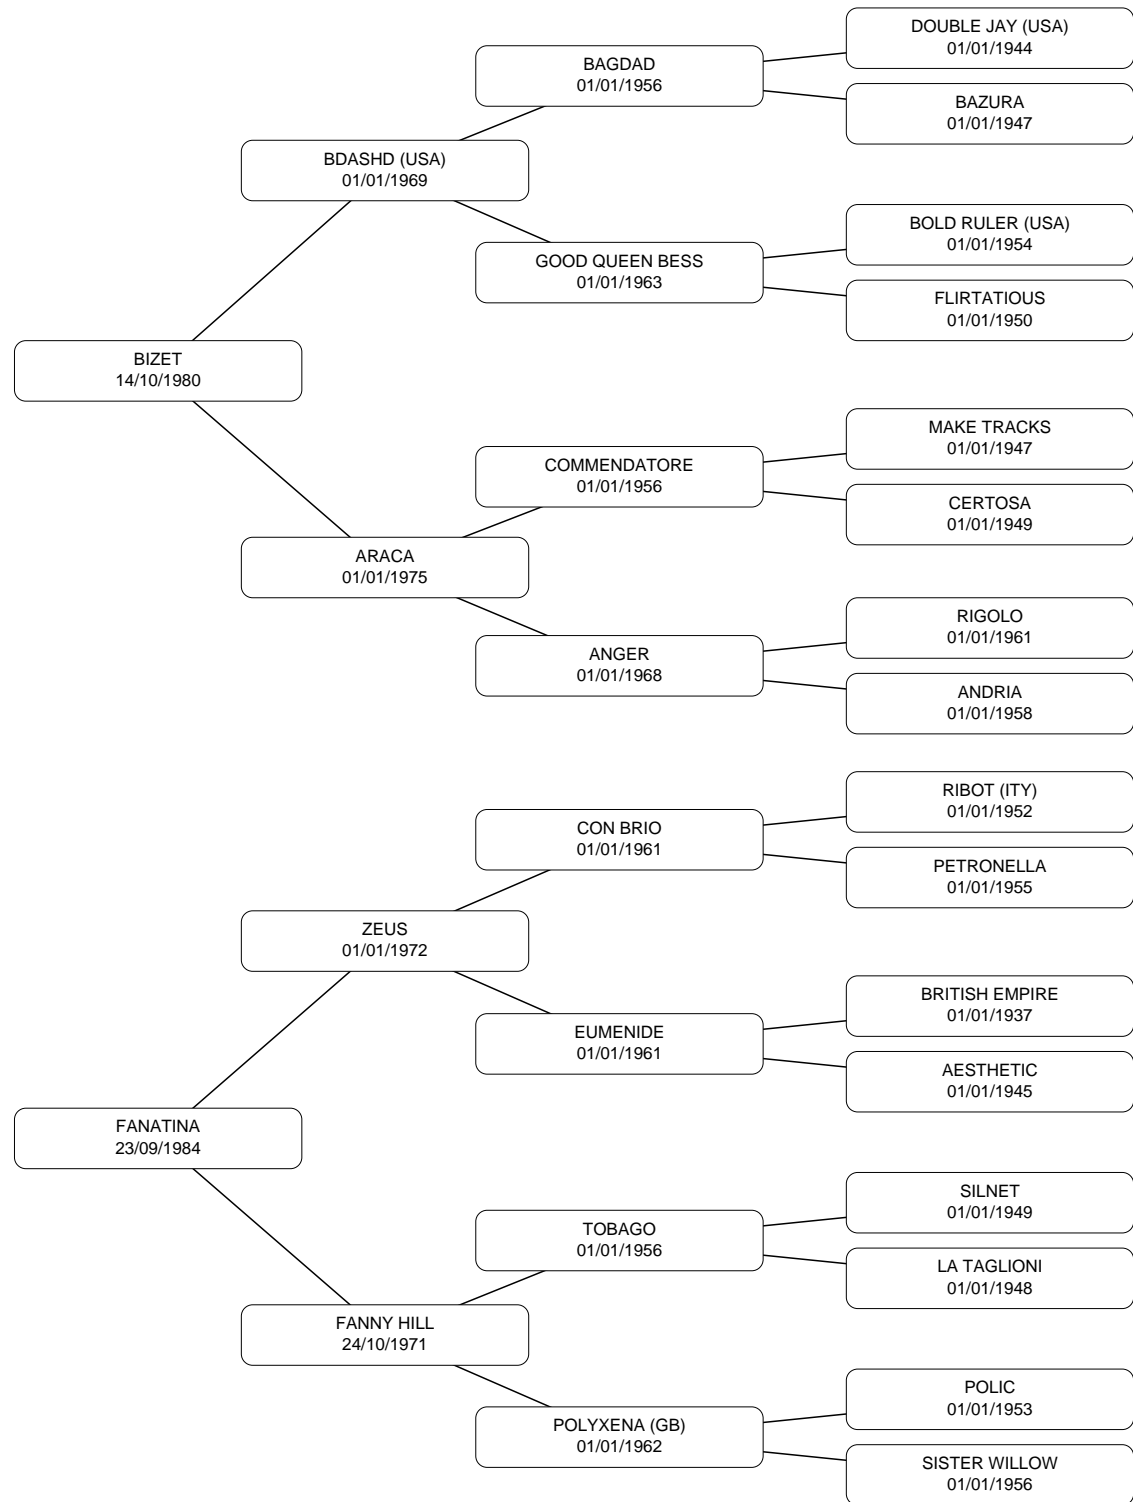 DOUBLE JAY (USA)
01/01/1944
BAGDAD
01/01/1956
BAZURA
01/01/1947
BDASHD (USA)
01/01/1969
BOLD RULER (USA)
01/01/1954
GOOD QUEEN BESS
01/01/1963
FLIRTATIOUS
01/01/1950
BIZET
14/10/1980
MAKE TRACKS
01/01/1947
COMMENDATORE
01/01/1956
CERTOSA
01/01/1949
ARACA
01/01/1975
RIGOLO
01/01/1961
ANGER
01/01/1968
ANDRIA
01/01/1958
RIBOT (ITY)
01/01/1952
CON BRIO
01/01/1961
PETRONELLA
01/01/1955
ZEUS
01/01/1972
BRITISH EMPIRE
01/01/1937
EUMENIDE
01/01/1961
AESTHETIC
01/01/1945
FANATINA
23/09/1984
SILNET
01/01/1949
TOBAGO
01/01/1956
LA TAGLIONI
01/01/1948
FANNY HILL
24/10/1971
POLIC
01/01/1953
POLYXENA (GB)
01/01/1962
SISTER WILLOW
01/01/1956